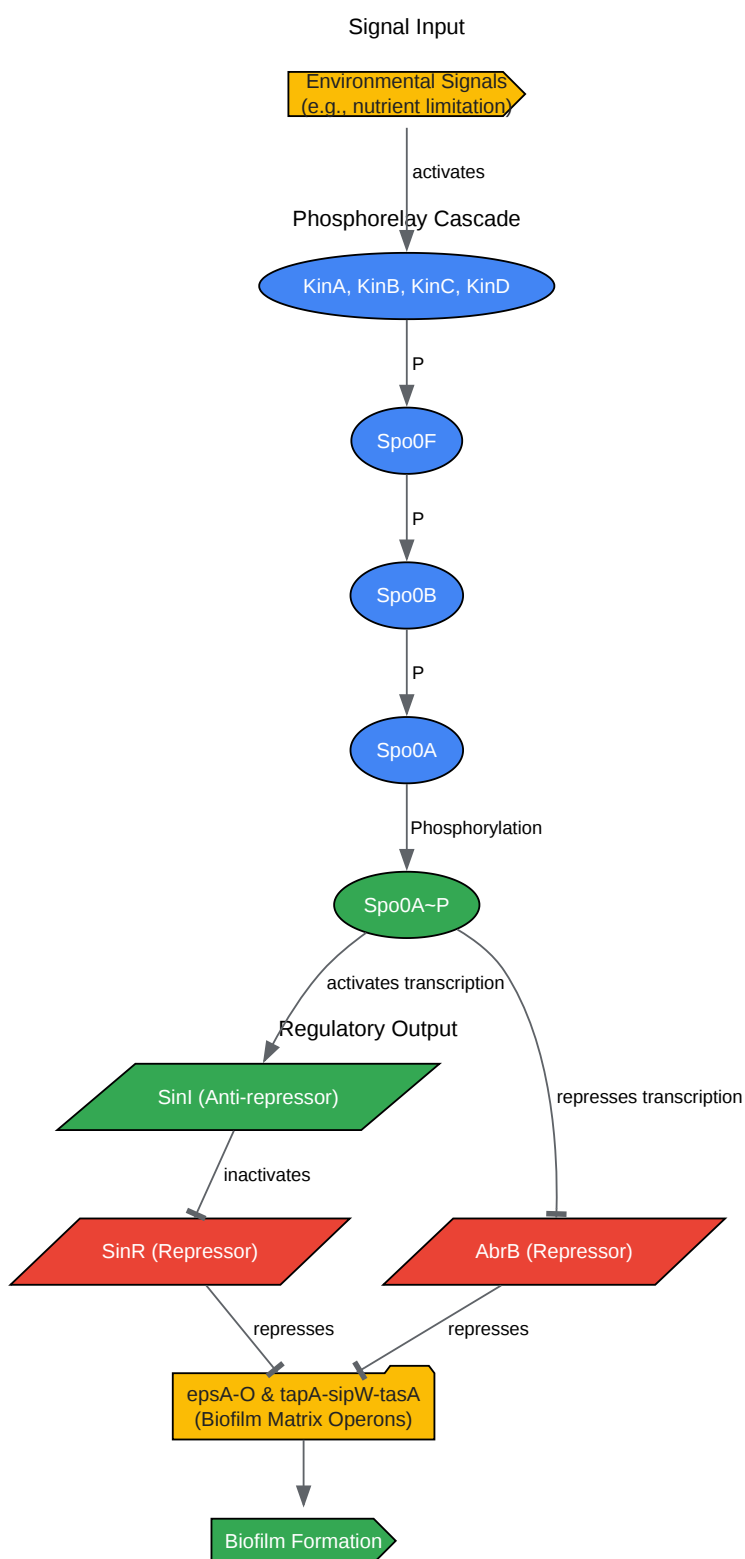 Signal Input
Environmental Signals
(e.g., nutrient limitation)
activates
Phosphorelay Cascade
KinA, KinB, KinC, KinD
P
Spo0F
P
Spo0B
P
Spo0A
Phosphorylation
Spo0A~P
activates transcription
Regulatory Output
SinI (Anti-repressor)
represses transcription
inactivates
SinR (Repressor)
AbrB (Repressor)
represses
represses
epsA-O & tapA-sipW-tasA
(Biofilm Matrix Operons)
Biofilm Formation